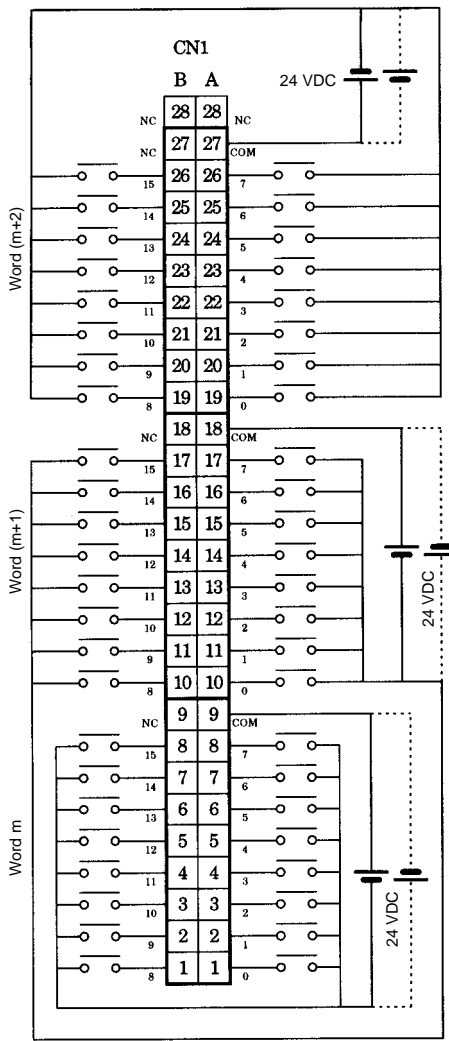 CN1
B A
24 VDC
NC 28 28 NC
NC 27 27 COM
15 26 26 7
14 25 25 6
13 24 24 5
12 23 23 4
11 22 22 3
10 21 21 2
9 20 20 1
8 19 19 0
Word (m+2)
NC 18 18 COM
15 17 17 7
14 16 16 6
13 15 15 5
12 14 14 4
11 13 13 3
10 12 12 2
9 11 11 1
8 10 10 0
Word (m+1)
24 VDC
NC 9 9 COM
15 8 8 7
14 7 7 6
13 6 6 5
12 5 5 4
11 4 4 3
10 3 3 2
9 2 2 1
8 1 1 0
Word m
24 VDC